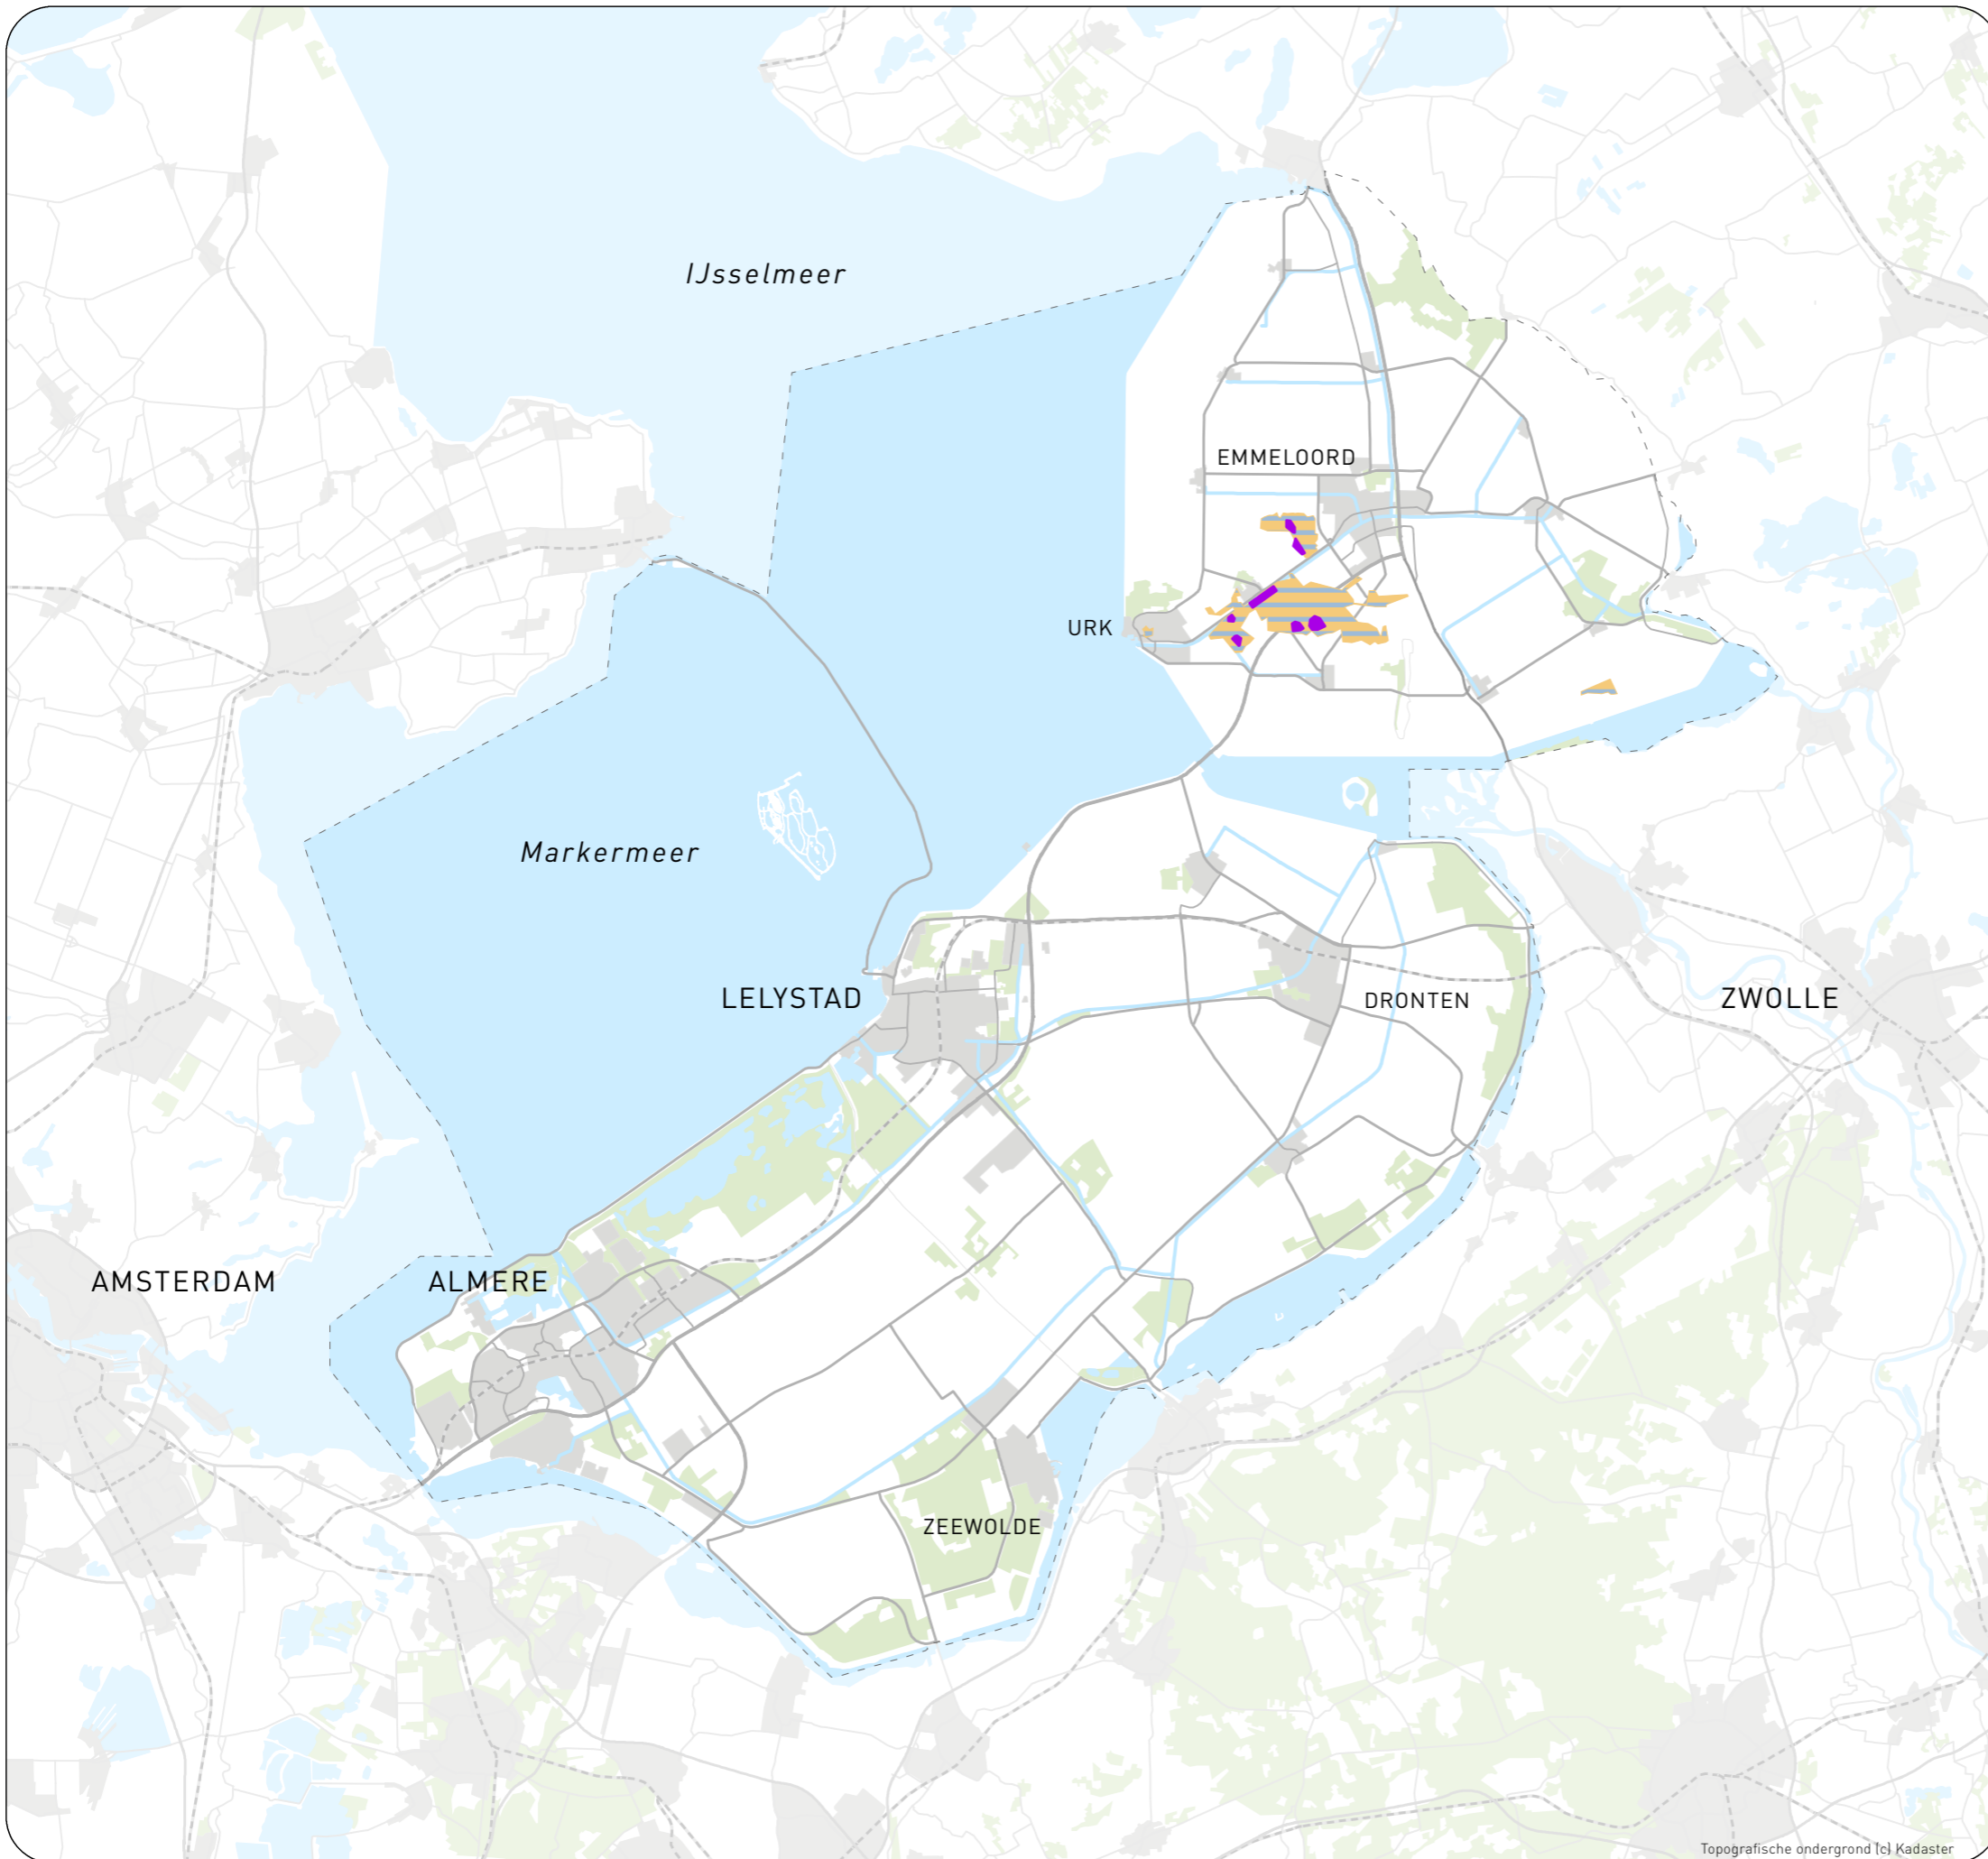 IJsselmeer
EMMELOORD
URK
Markermeer
LELYSTAD
DRONTEN
ZWOLLE
AMSTERDAM
ALMERE
ZEEWOLDE
Topografische ondergrond (c) Kadaster